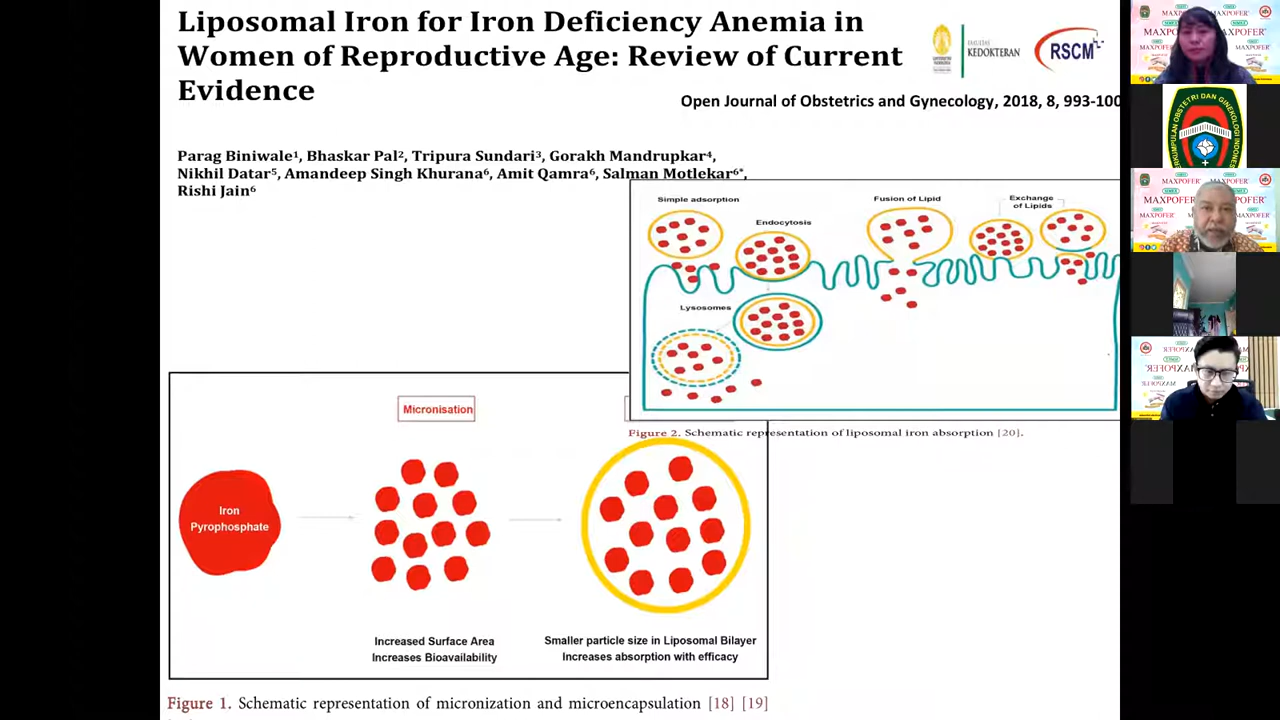 Liposomal Iron for Iron Deficiency Anemia in
Women of Reproductive Age: Review of Current
Evidence
FAKULTAS
KEDOKTERAN
RSCM
Open Journal of Obstetrics and Gynecology, 2018, 8, 993-100
Parag Biniwale¹, Bhaskar Pal², Tripura Sundari³, Gorakh Mandrupkar⁴,
Nikhil Datar⁵, Amandeep Singh Khurana⁶, Amit Qamra⁶, Salman Motlekar⁶*,
Rishi Jain⁶
Simple adsorption
Endocytosis
Fusion of Lipid
Exchange
of Lipids
Lysosomes
Figure 2. Schematic representation of liposomal iron absorption [20].
Micronisation
Iron
Pyrophosphate
Increased Surface Area
Increases Bioavailability
Smaller particle size in Liposomal Bilayer
Increases absorption with efficacy
Figure 1. Schematic representation of micronization and microencapsulation [18] [19]
MAXPOFER